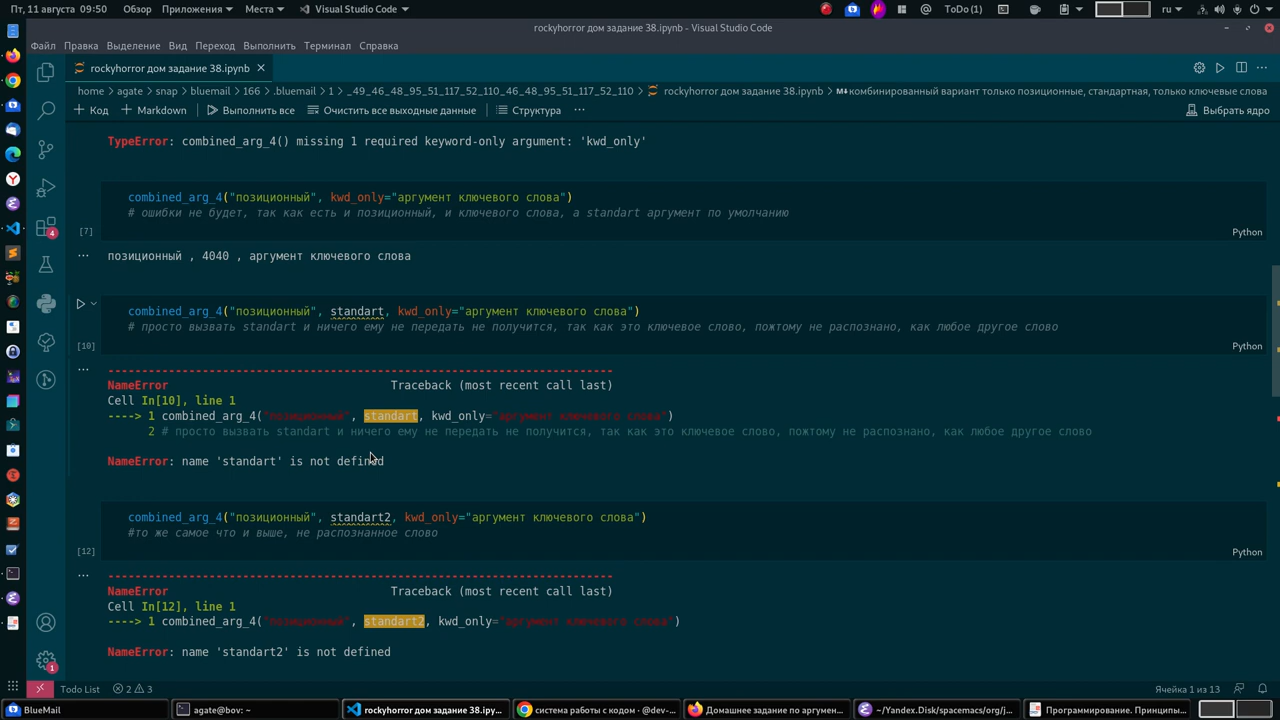 Пт, 11 августа 09:50 Обзор Приложения Места Visual Studio Code ToDo(1) ru
rockyhorror дом задание 38.ipynb - Visual Studio Code
Файл Правка Выделение Вид Переход Выполнить Терминал Справка
rockyhorror дом задание 38.ipynb
home > agate > snap > bluemail > 166 > .bluemail > 1 > _49_46_48_95_51_117_52_110_46_48_95_51_117_52_110 > rockyhorror дом задание 38.ipynb > комбинированный вариант только позиционные, стандартная, только ключевые слова
+ Код + Markdown Выполнить все Очистить все выходные данные Структура ... Выбрать ядро
TypeError: combined_arg_4() missing 1 required keyword-only argument: 'kwd_only'
combined_arg_4("позиционный", kwd_only="аргумент ключевого слова")
# ошибки не будет, так как есть и позиционный, и ключевого слова, а standart аргумент по умолчанию
[7] Python
позиционный , 4040 , аргумент ключевого слова
combined_arg_4("позиционный", standart, kwd_only="аргумент ключевого слова")
# просто вызвать standart и ничего ему не передать не получится, так как это ключевое слово, пожтому не распознано, как любое другое слово
[10] Python
---------------------------------------------------------------------------
NameError Traceback (most recent call last)
Cell In[10], line 1
----> 1 combined_arg_4("позиционный", standart, kwd_only="аргумент ключевого слова")
2 # просто вызвать standart и ничего ему не передать не получится, так как это ключевое слово, пожтому не распознано, как любое другое слово
NameError: name 'standart' is not defined
combined_arg_4("позиционный", standart2, kwd_only="аргумент ключевого слова")
#то же самое что и выше, не распознанное слово
[12] Python
---------------------------------------------------------------------------
NameError Traceback (most recent call last)
Cell In[12], line 1
----> 1 combined_arg_4("позиционный", standart2, kwd_only="аргумент ключевого слова")
NameError: name 'standart2' is not defined
4
1
Todo List 2 3 Ячейка 1 из 13
BlueMail agate@bov: ~ rockyhorror дом задание 38.ipy... система работы с кодом · @dev-... Домашнее задание по аргумен... ~/Yandex.Disk/spacemacs/org/j... Программирование. Принципы...